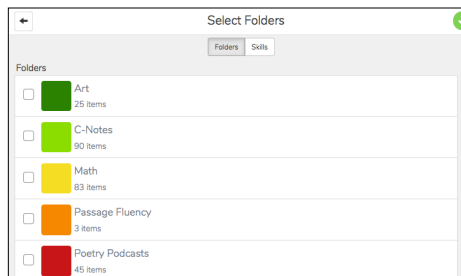 Select Folders
Folders Skills
Folders
Art
25 items
C-Notes
90 items
Math
83 items
Passage Fluency
3 items
Poetry Podcasts
45 items